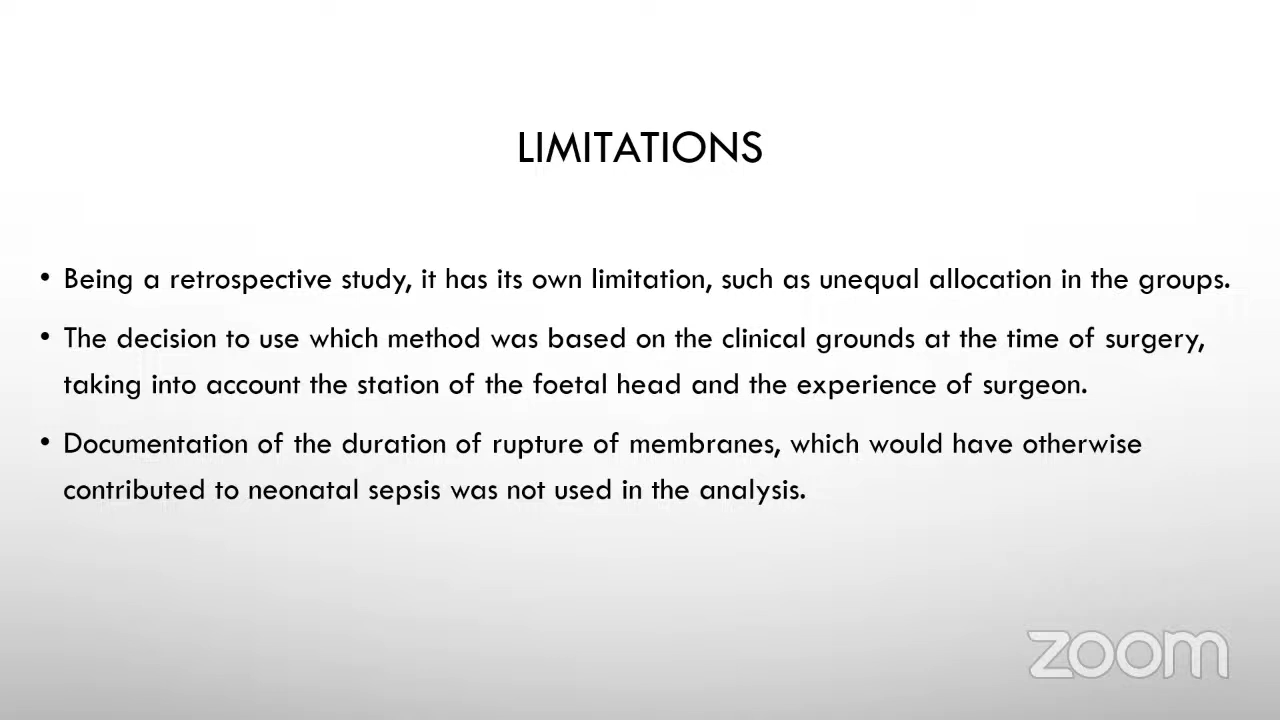 LIMITATIONS
• Being a retrospective study, it has its own limitation, such as unequal allocation in the groups.
• The decision to use which method was based on the clinical grounds at the time of surgery,
taking into account the station of the foetal head and the experience of surgeon.
• Documentation of the duration of rupture of membranes, which would have otherwise
contributed to neonatal sepsis was not used in the analysis.
zoom